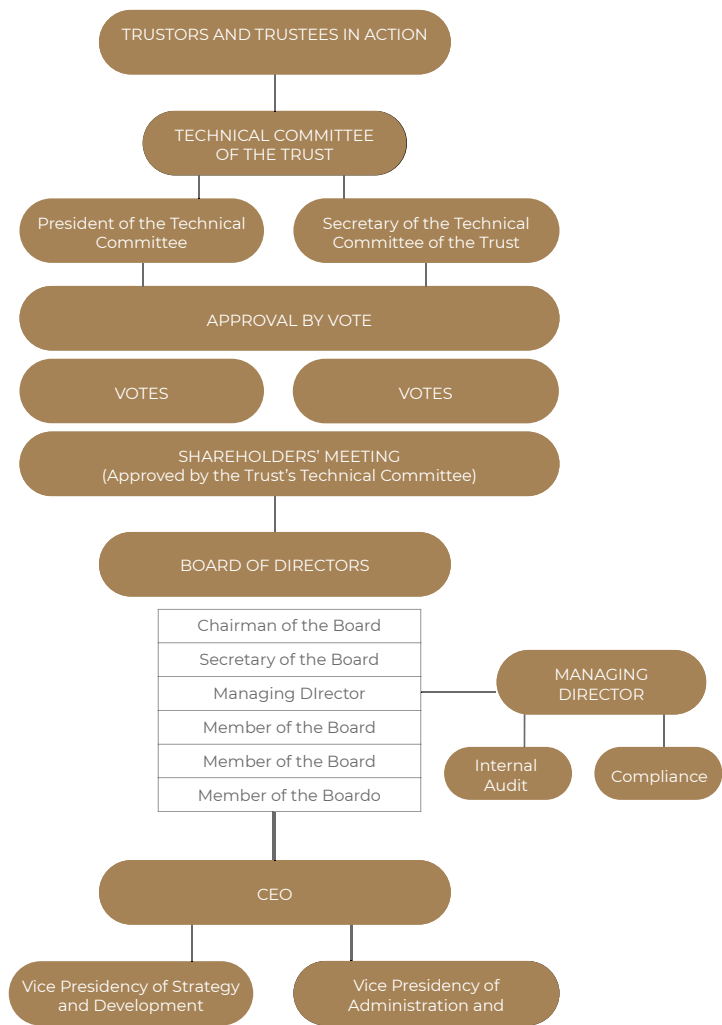 TRUSTORS AND TRUSTEES IN ACTION
TECHNICAL COMMITTEE
OF THE TRUST
President of the Technical
Committee
Secretary of the Technical
Committee of the Trust
APPROVAL BY VOTE
VOTES
VOTES
SHAREHOLDERS’ MEETING
(Approved by the Trust’s Technical Committee)
BOARD OF DIRECTORS
Chairman of the Board
Secretary of the Board
Managing DIrector
Member of the Board
Member of the Board
Member of the Boardo
MANAGING
DIRECTOR
Internal
Audit
Compliance
CEO
Vice Presidency of Strategy
and Development
Vice Presidency of
Administration and